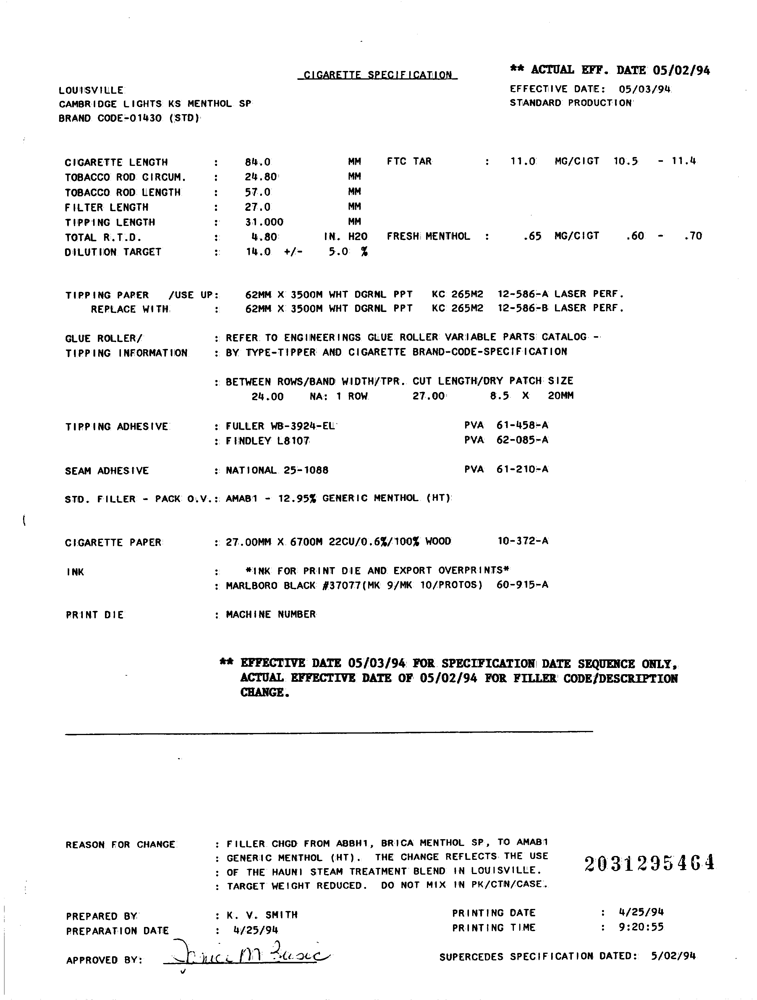 CIGARETTE SPECIFICATION
** ACTUAL EFF. DATE 05/02/94
LOUISVILLE
EFFECTIVE DATE: 05/03/94
CAMBRIDGE LIGHTS KS MENTHOL SP
STANDARD PRODUCTION
BRAND CODE-01430 (STD)
CIGARETTE LENGTH : 84.0 MM FTC TAR : 11.0 MG/CIGT 10.5 - 11.4
TOBACCO ROD CIRCUM. : 24.80 MM
TOBACCO ROD LENGTH : 57.0 MM
FILTER LENGTH : 27.0 MM
TIPPING LENGTH : 31.000 MM
TOTAL R.T.D. : 4.80 IN. H2O FRESH MENTHOL : .65 MG/CIGT .60 - .70
DILUTION TARGET : 14.0 +/- 5.0 %
TIPPING PAPER /USE UP: 62MM X 3500M WHT DGRNL PPT KC 265M2 12-586-A LASER PERF.
REPLACE WITH : 62MM X 3500M WHT DGRNL PPT KC 265M2 12-586-B LASER PERF.
GLUE ROLLER/ : REFER TO ENGINEERINGS GLUE ROLLER VARIABLE PARTS CATALOG -
TIPPING INFORMATION : BY TYPE-TIPPER AND CIGARETTE BRAND-CODE-SPECIFICATION
: BETWEEN ROWS/BAND WIDTH/TPR. CUT LENGTH/DRY PATCH SIZE
24.00 NA: 1 ROW 27.00 8.5 X 20MM
TIPPING ADHESIVE : FULLER WB-3924-EL PVA 61-458-A
: FINDLEY L8107 PVA 62-085-A
SEAM ADHESIVE : NATIONAL 25-1088 PVA 61-210-A
STD. FILLER - PACK O.V.: AMAB1 - 12.95% GENERIC MENTHOL (HT)
CIGARETTE PAPER : 27.00MM X 6700M 22CU/0.6%/100% WOOD 10-372-A
INK : *INK FOR PRINT DIE AND EXPORT OVERPRINTS*
: MARLBORO BLACK #37077(MK 9/MK 10/PROTOS) 60-915-A
PRINT DIE : MACHINE NUMBER
** EFFECTIVE DATE 05/03/94 FOR SPECIFICATION DATE SEQUENCE ONLY,
ACTUAL EFFECTIVE DATE OF 05/02/94 FOR FILLER CODE/DESCRIPTION
CHANGE.
REASON FOR CHANGE : FILLER CHGD FROM ABBH1, BRICA MENTHOL SP, TO AMAB1
: GENERIC MENTHOL (HT). THE CHANGE REFLECTS THE USE
: OF THE HAUNI STEAM TREATMENT BLEND IN LOUISVILLE.
: TARGET WEIGHT REDUCED. DO NOT MIX IN PK/CTN/CASE.
2031295464
PREPARED BY : K. V. SMITH PRINTING DATE : 4/25/94
PREPARATION DATE : 4/25/94 PRINTING TIME : 9:20:55
APPROVED BY:
SUPERCEDES SPECIFICATION DATED: 5/02/94